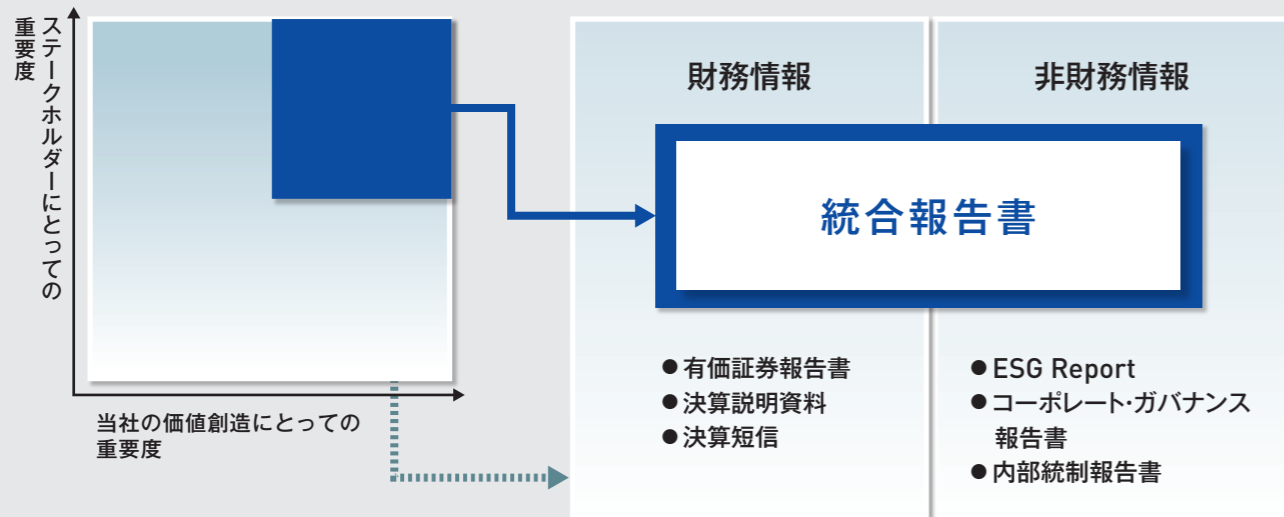 ステークホルダーにとっての
重要度
当社の価値創造にとっての
重要度
財務情報
非財務情報
統合報告書
●有価証券報告書
●決算説明資料
●決算短信
●ESG Report
●コーポレート・ガバナンス
報告書
●内部統制報告書